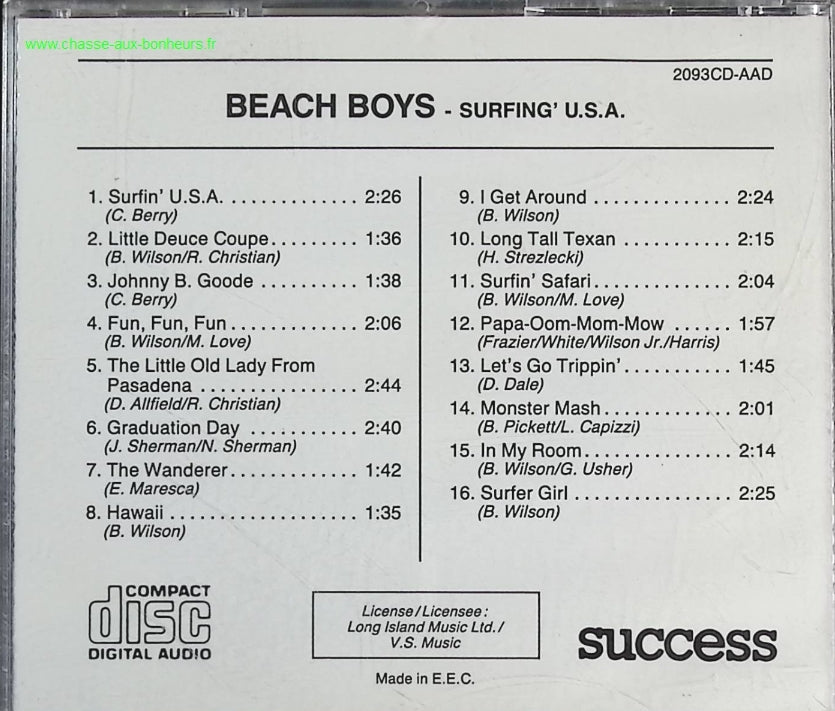 www.chasse-aux-bonheurs.fr
2093CD-AAD
BEACH BOYS - SURFING' U.S.A.
1. Surfin' U.S.A. .............. 2:26
(C. Berry)
2. Little Deuce Coupe......... 1:36
(B. Wilson/R. Christian)
3. Johnny B. Goode .......... 1:38
(C. Berry)
4. Fun, Fun, Fun............. 2:06
(B. Wilson/M. Love)
5. The Little Old Lady From
Pasadena ................ 2:44
(D. Allfield/R. Christian)
6. Graduation Day ........... 2:40
(J. Sherman/N. Sherman)
7. The Wanderer............. 1:42
(E. Maresca)
8. Hawaii ................... 1:35
(B. Wilson)
9. I Get Around .............. 2:24
(B. Wilson)
10. Long Tall Texan ........... 2:15
(H. Strezlecki)
11. Surfin' Safari.............. 2:04
(B. Wilson/M. Love)
12. Papa-Oom-Mom-Mow ...... 1:57
(Frazier/White/Wilson Jr./Harris)
13. Let's Go Trippin'........... 1:45
(D. Dale)
14. Monster Mash............. 2:01
(B. Pickett/L. Capizzi)
15. In My Room............... 2:14
(B. Wilson/G. Usher)
16. Surfer Girl ................ 2:25
(B. Wilson)
COMPACT
disc
DIGITAL AUDIO
License/Licensee:
Long Island Music Ltd./
V.S. Music
success
Made in E.E.C.